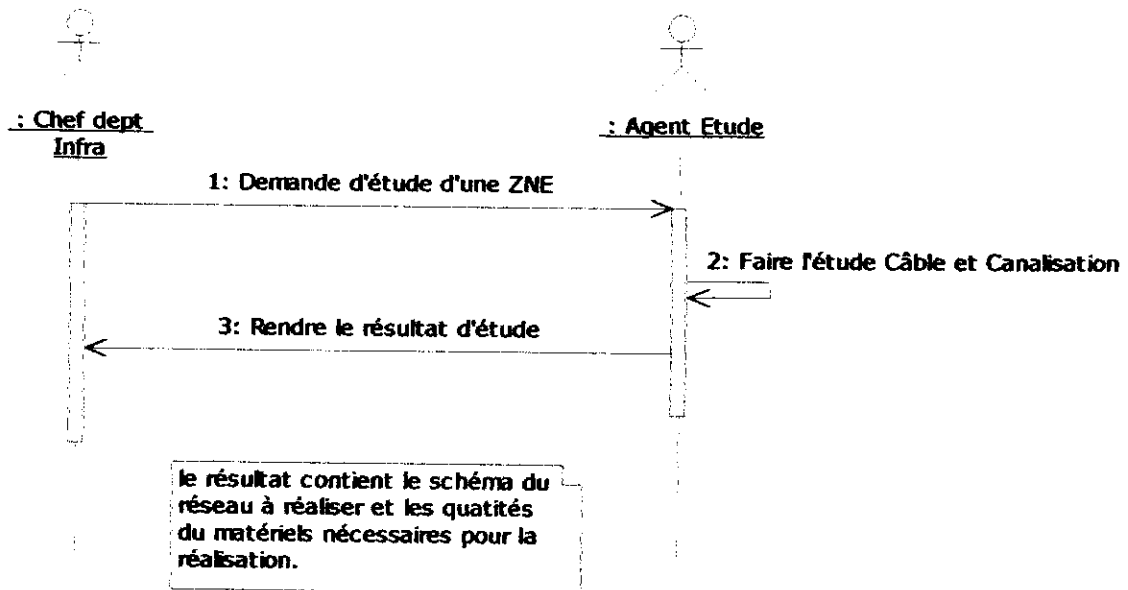 : Chef dept
Infra
: Agent Etude
1: Demande d'étude d'une ZNE
2: Faire l'étude Câble et Canalisation
3: Rendre le résultat d'étude
le résultat contient le schéma du
réseau à réaliser et les quatités
du matériels nécessaires pour la
réalisation.